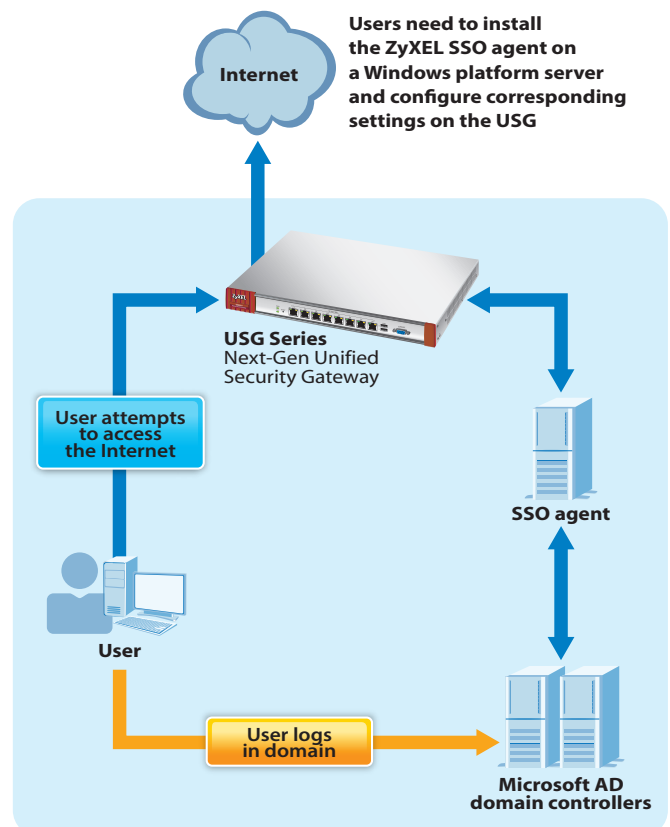 Users need to install
the ZyXEL SSO agent on
a Windows platform server
and configure corresponding
settings on the USG
Internet
ZyXEL
USG Series
Next-Gen Unified
Security Gateway
User attempts
to access
the Internet
SSO agent
User
User logs
in domain
Microsoft AD
domain controllers